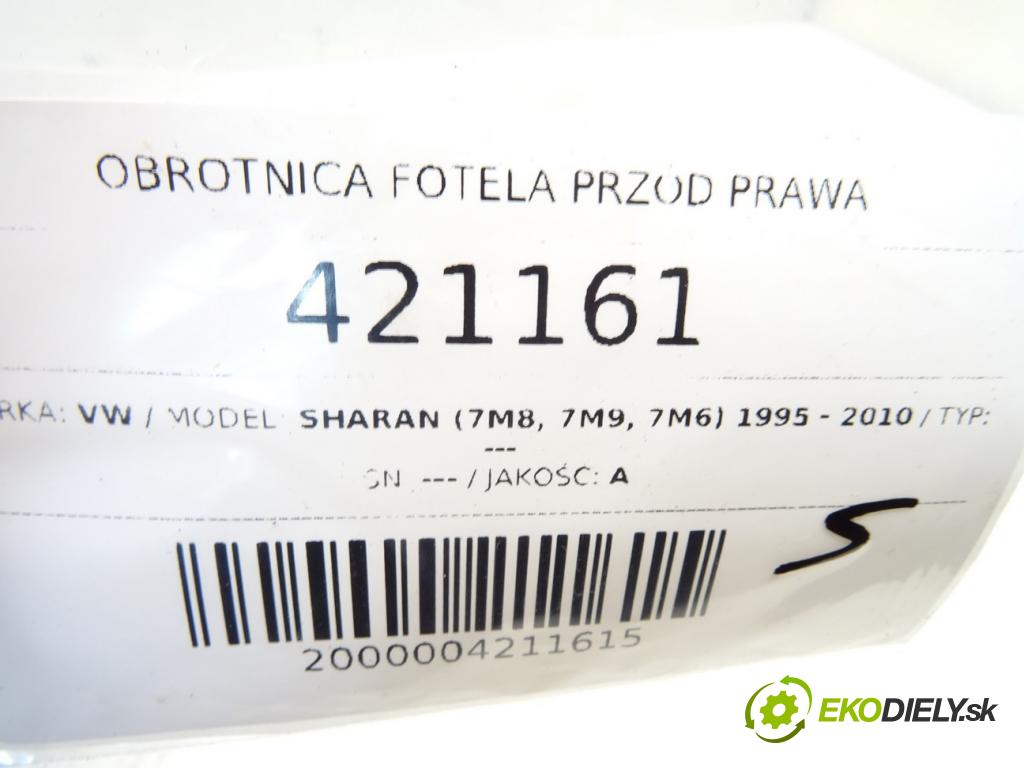 OBROTNICA FOTELA PRZÓD PRAWA
421161
RKA: VW / MODEL: SHARAN (7M8, 7M9, 7M6) 1995 - 2010 / TYP:
---
SN: --- / JAKOŚĆ: A
S
2000004211615
EKODIELY.sk